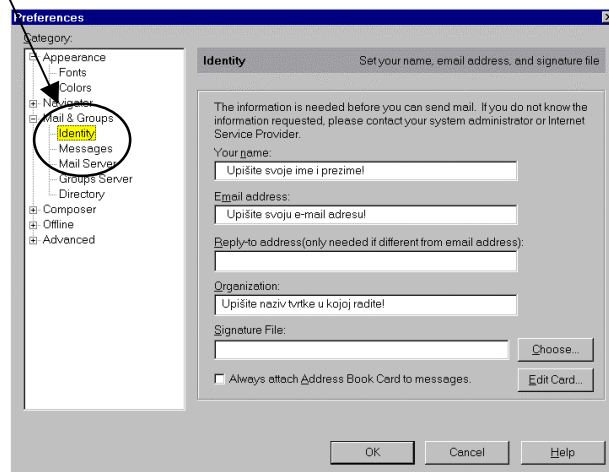 Preferences
Category:
Appearance
Fonts
Colors
Navigator
Mail & Groups
Identity
Messages
Mail Server
Groups Server
Directory
Composer
Offline
Advanced
Identity Set your name, email address, and signature file
The information is needed before you can send mail. If you do not know the
information requested, please contact your system administrator or Internet
Service Provider.
Your name:
Upišite svoje ime i prezime!
Email address:
Upišite svoju e-mail adresu!
Reply-to address(only needed if different from email address):
Organization:
Upišite naziv tvrtke u kojoj radite!
Signature File:
Choose...
Always attach Address Book Card to messages.
Edit Card...
OK Cancel Help